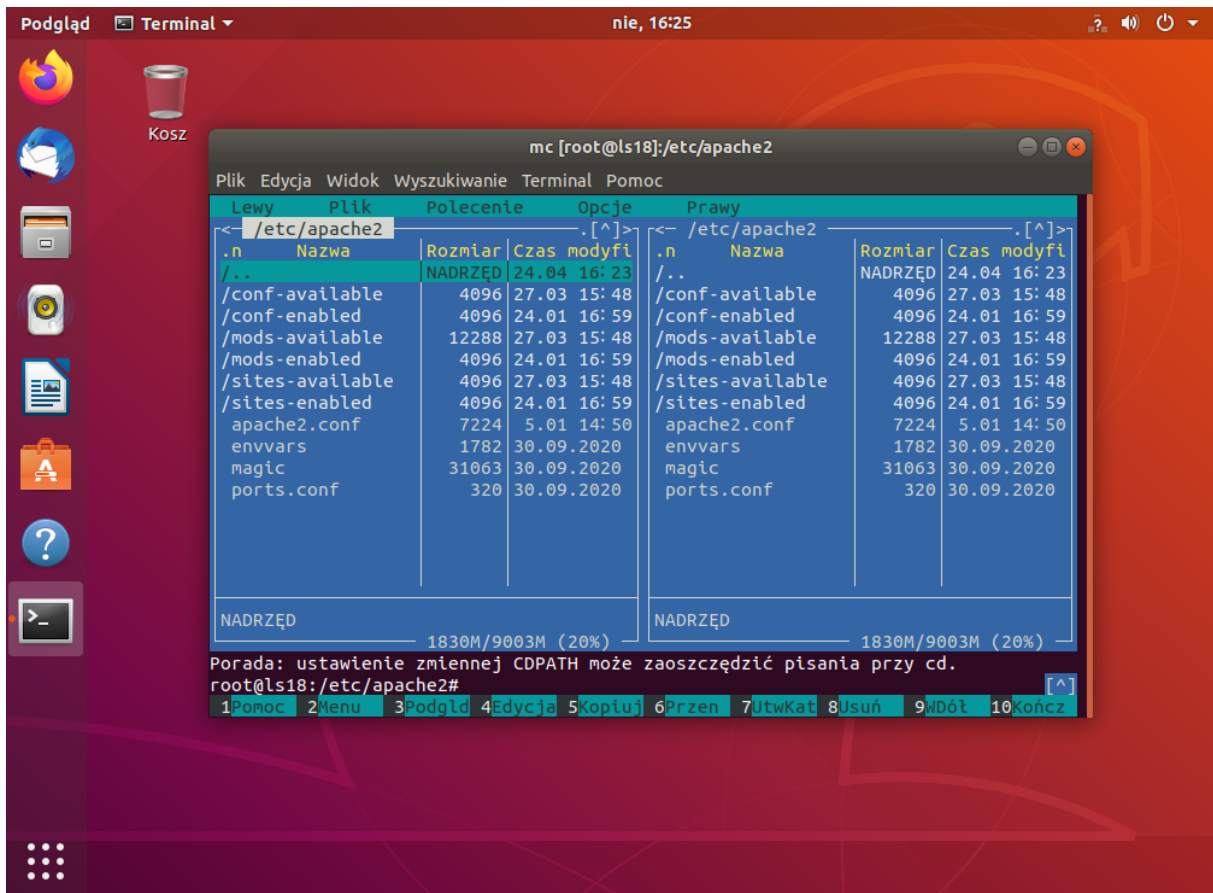 Podgląd Terminal nie, 16:25
Kosz
mc [root@ls18]:/etc/apache2
Plik Edycja Widok Wyszukiwanie Terminal Pomoc
Lewy Plik Polecenie Opcje Prawy
<─ /etc/apache2 ─.[^]> <─ /etc/apache2 ─.[^]>
.n Nazwa Rozmiar Czas modyfi .n Nazwa Rozmiar Czas modyfi
/.. NADRZĘD 24.04 16:23 /.. NADRZĘD 24.04 16:23
/conf-available 4096 27.03 15:48 /conf-available 4096 27.03 15:48
/conf-enabled 4096 24.01 16:59 /conf-enabled 4096 24.01 16:59
/mods-available 12288 27.03 15:48 /mods-available 12288 27.03 15:48
/mods-enabled 4096 24.01 16:59 /mods-enabled 4096 24.01 16:59
/sites-available 4096 27.03 15:48 /sites-available 4096 27.03 15:48
/sites-enabled 4096 24.01 16:59 /sites-enabled 4096 24.01 16:59
apache2.conf 7224 5.01 14:50 apache2.conf 7224 5.01 14:50
envvars 1782 30.09.2020 envvars 1782 30.09.2020
magic 31063 30.09.2020 magic 31063 30.09.2020
ports.conf 320 30.09.2020 ports.conf 320 30.09.2020
NADRZĘD NADRZĘD
1830M/9003M (20%) 1830M/9003M (20%)
Porada: ustawienie zmiennej CDPATH może zaoszczędzić pisania przy cd.
root@ls18:/etc/apache2# [^]
1Pomoc 2Menu 3Podgld 4Edycja 5Kopiuj 6Przen 7UtwKat 8Usuń 9WDół 10Kończ